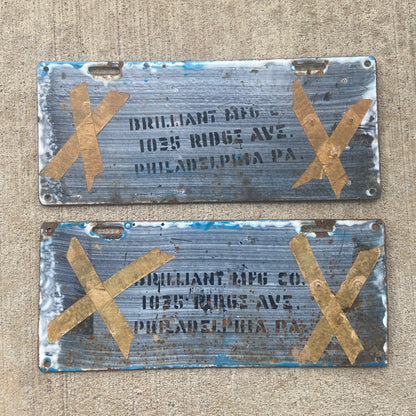 BRILLIANT MFG C
1035 RIDGE AVE.
PHILADELPHIA PA.
BRILLIANT MFG CO.
1035 RIDGE AVE.
PHILADELPHIA PA.